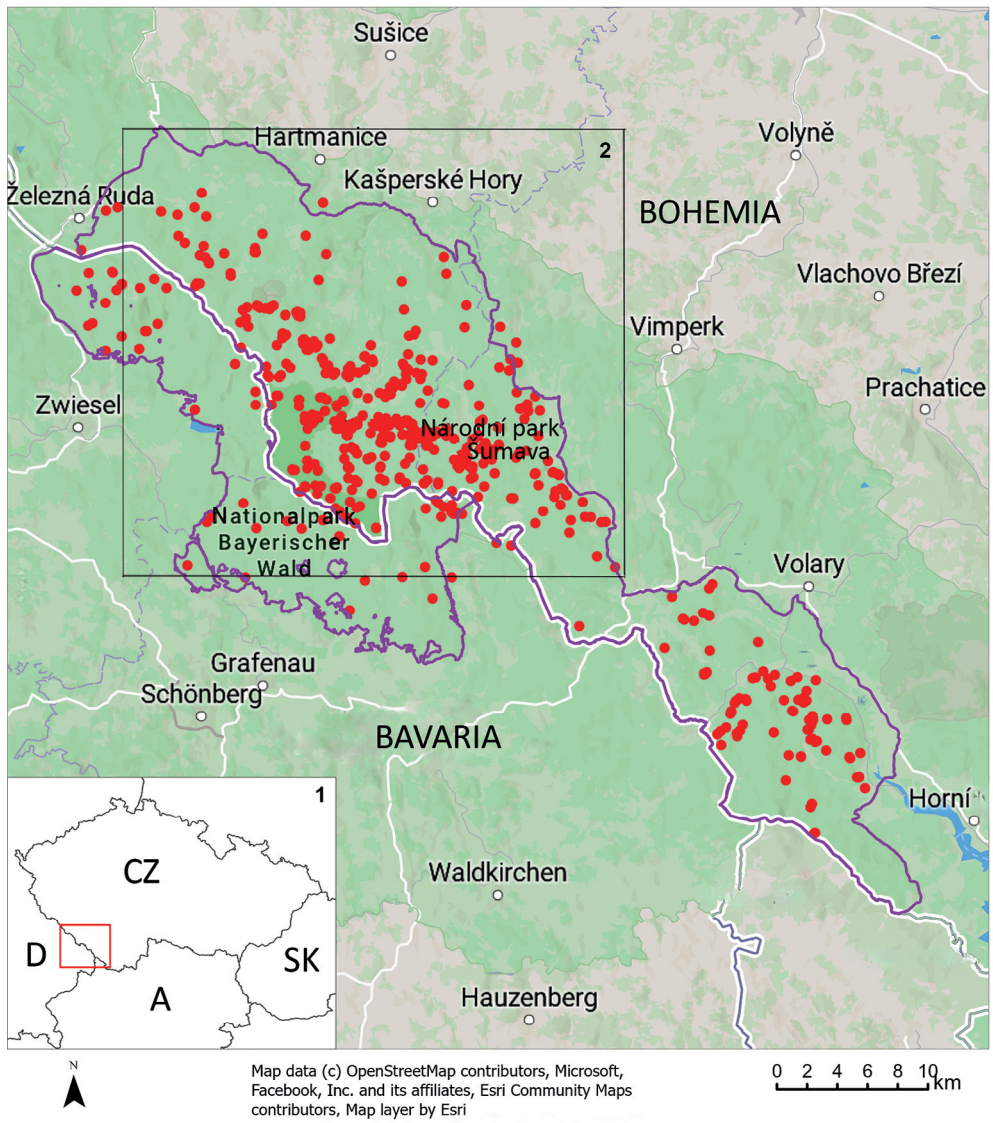 Sušice
Hartmanice
2
Volyně
Kašperské Hory
Železná Ruda
BOHEMIA
Vlachovo Březí
Vimperk
Prachatice
Zwiesel
Národní park
Šumava
Nationalpark
Bayerischer
Wald
Volary
Grafenau
Schönberg
BAVARIA
1
Horní
CZ
Waldkirchen
D
SK
A
Hauzenberg
N
Map data (c) OpenStreetMap contributors, Microsoft,
Facebook, Inc. and its affiliates, Esri Community Maps
contributors, Map layer by Esri
0 2 4 6 8 10
km